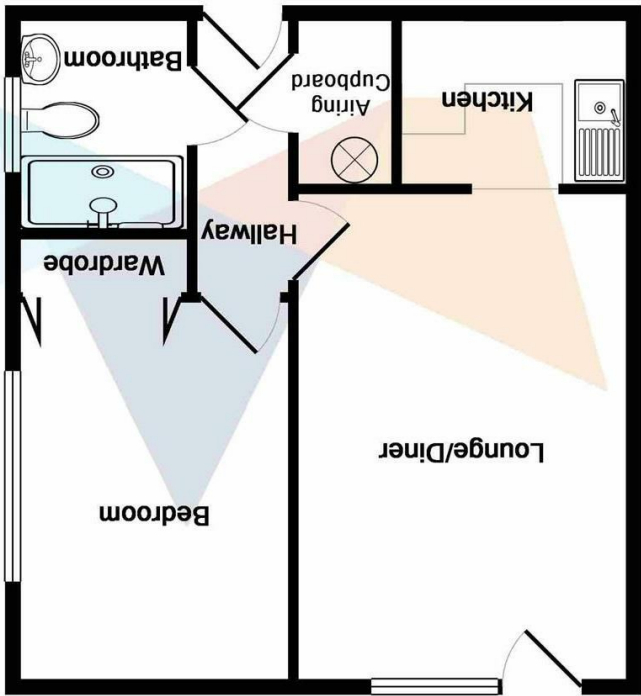 Bedroom
Lounge/Diner
Wardrobe
Hallway
Kitchen
Airing
Cupboard
Bathroom